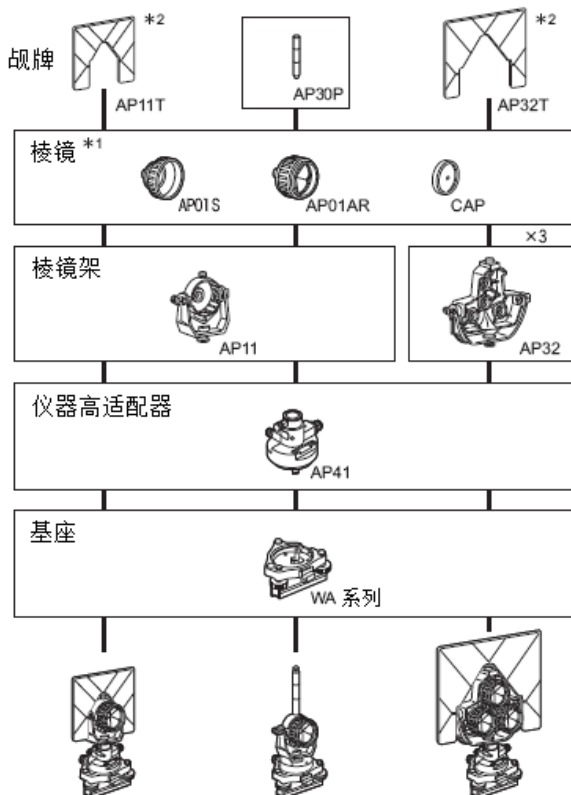 *2
*2
觇牌
AP11T
AP30P
AP32T
棱镜 *1
AP01S
AP01AR
CAP
×3
棱镜架
AP11
AP32
仪器高适配器
AP41
基座
WA 系列